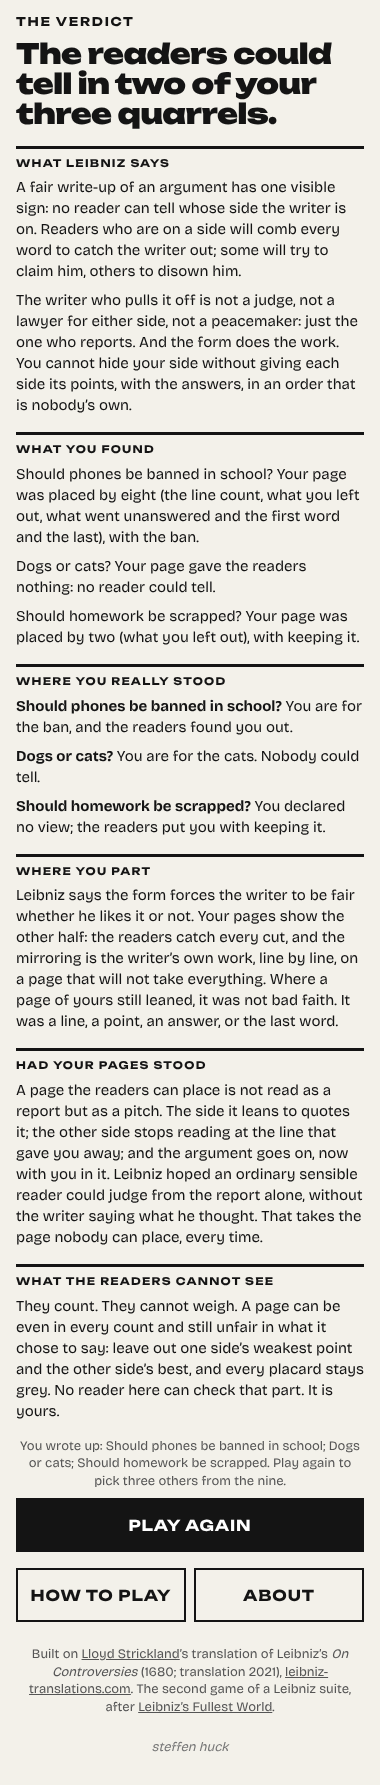 THE VERDICT
The readers could
tell in two of your
three quarrels.
WHAT LEIBNIZ SAYS
A fair write-up of an argument has one visible
sign: no reader can tell whose side the writer is
on. Readers who are on a side will comb every
word to catch the writer out; some will try to
claim him, others to disown him.
The writer who pulls it off is not a judge, not a
lawyer for either side, not a peacemaker: just the
one who reports. And the form does the work.
You cannot hide your side without giving each
side its points, with the answers, in an order that
is nobody's own.
WHAT YOU FOUND
Should phones be banned in school? Your page
was placed by eight (the line count, what you left
out, what went unanswered and the first word
and the last), with the ban.
Dogs or cats? Your page gave the readers
nothing: no reader could tell.
Should homework be scrapped? Your page was
placed by two (what you left out), with keeping it.
WHERE YOU REALLY STOOD
Should phones be banned in school? You are for
the ban, and the readers found you out.
Dogs or cats? You are for the cats. Nobody could
tell.
Should homework be scrapped? You declared
no view; the readers put you with keeping it.
WHERE YOU PART
Leibniz says the form forces the writer to be fair
whether he likes it or not. Your pages show the
other half: the readers catch every cut, and the
mirroring is the writer's own work, line by line, on
a page that will not take everything. Where a
page of yours still leaned, it was not bad faith. It
was a line, a point, an answer, or the last word.
HAD YOUR PAGES STOOD
A page the readers can place is not read as a
report but as a pitch. The side it leans to quotes
it; the other side stops reading at the line that
gave you away; and the argument goes on, now
with you in it. Leibniz hoped an ordinary sensible
reader could judge from the report alone, without
the writer saying what he thought. That takes the
page nobody can place, every time.
WHAT THE READERS CANNOT SEE
They count. They cannot weigh. A page can be
even in every count and still unfair in what it
chose to say: leave out one side's weakest point
and the other side's best, and every placard stays
grey. No reader here can check that part. It is
yours.
You wrote up: Should phones be banned in school; Dogs
or cats; Should homework be scrapped. Play again to
pick three others from the nine.
PLAY AGAIN
HOW TO PLAY
ABOUT
Built on Lloyd Strickland's translation of Leibniz's On
Controversies (1680; translation 2021), leibniz-
translations.com. The second game of a Leibniz suite,
after Leibniz's Fullest World.
steffen huck